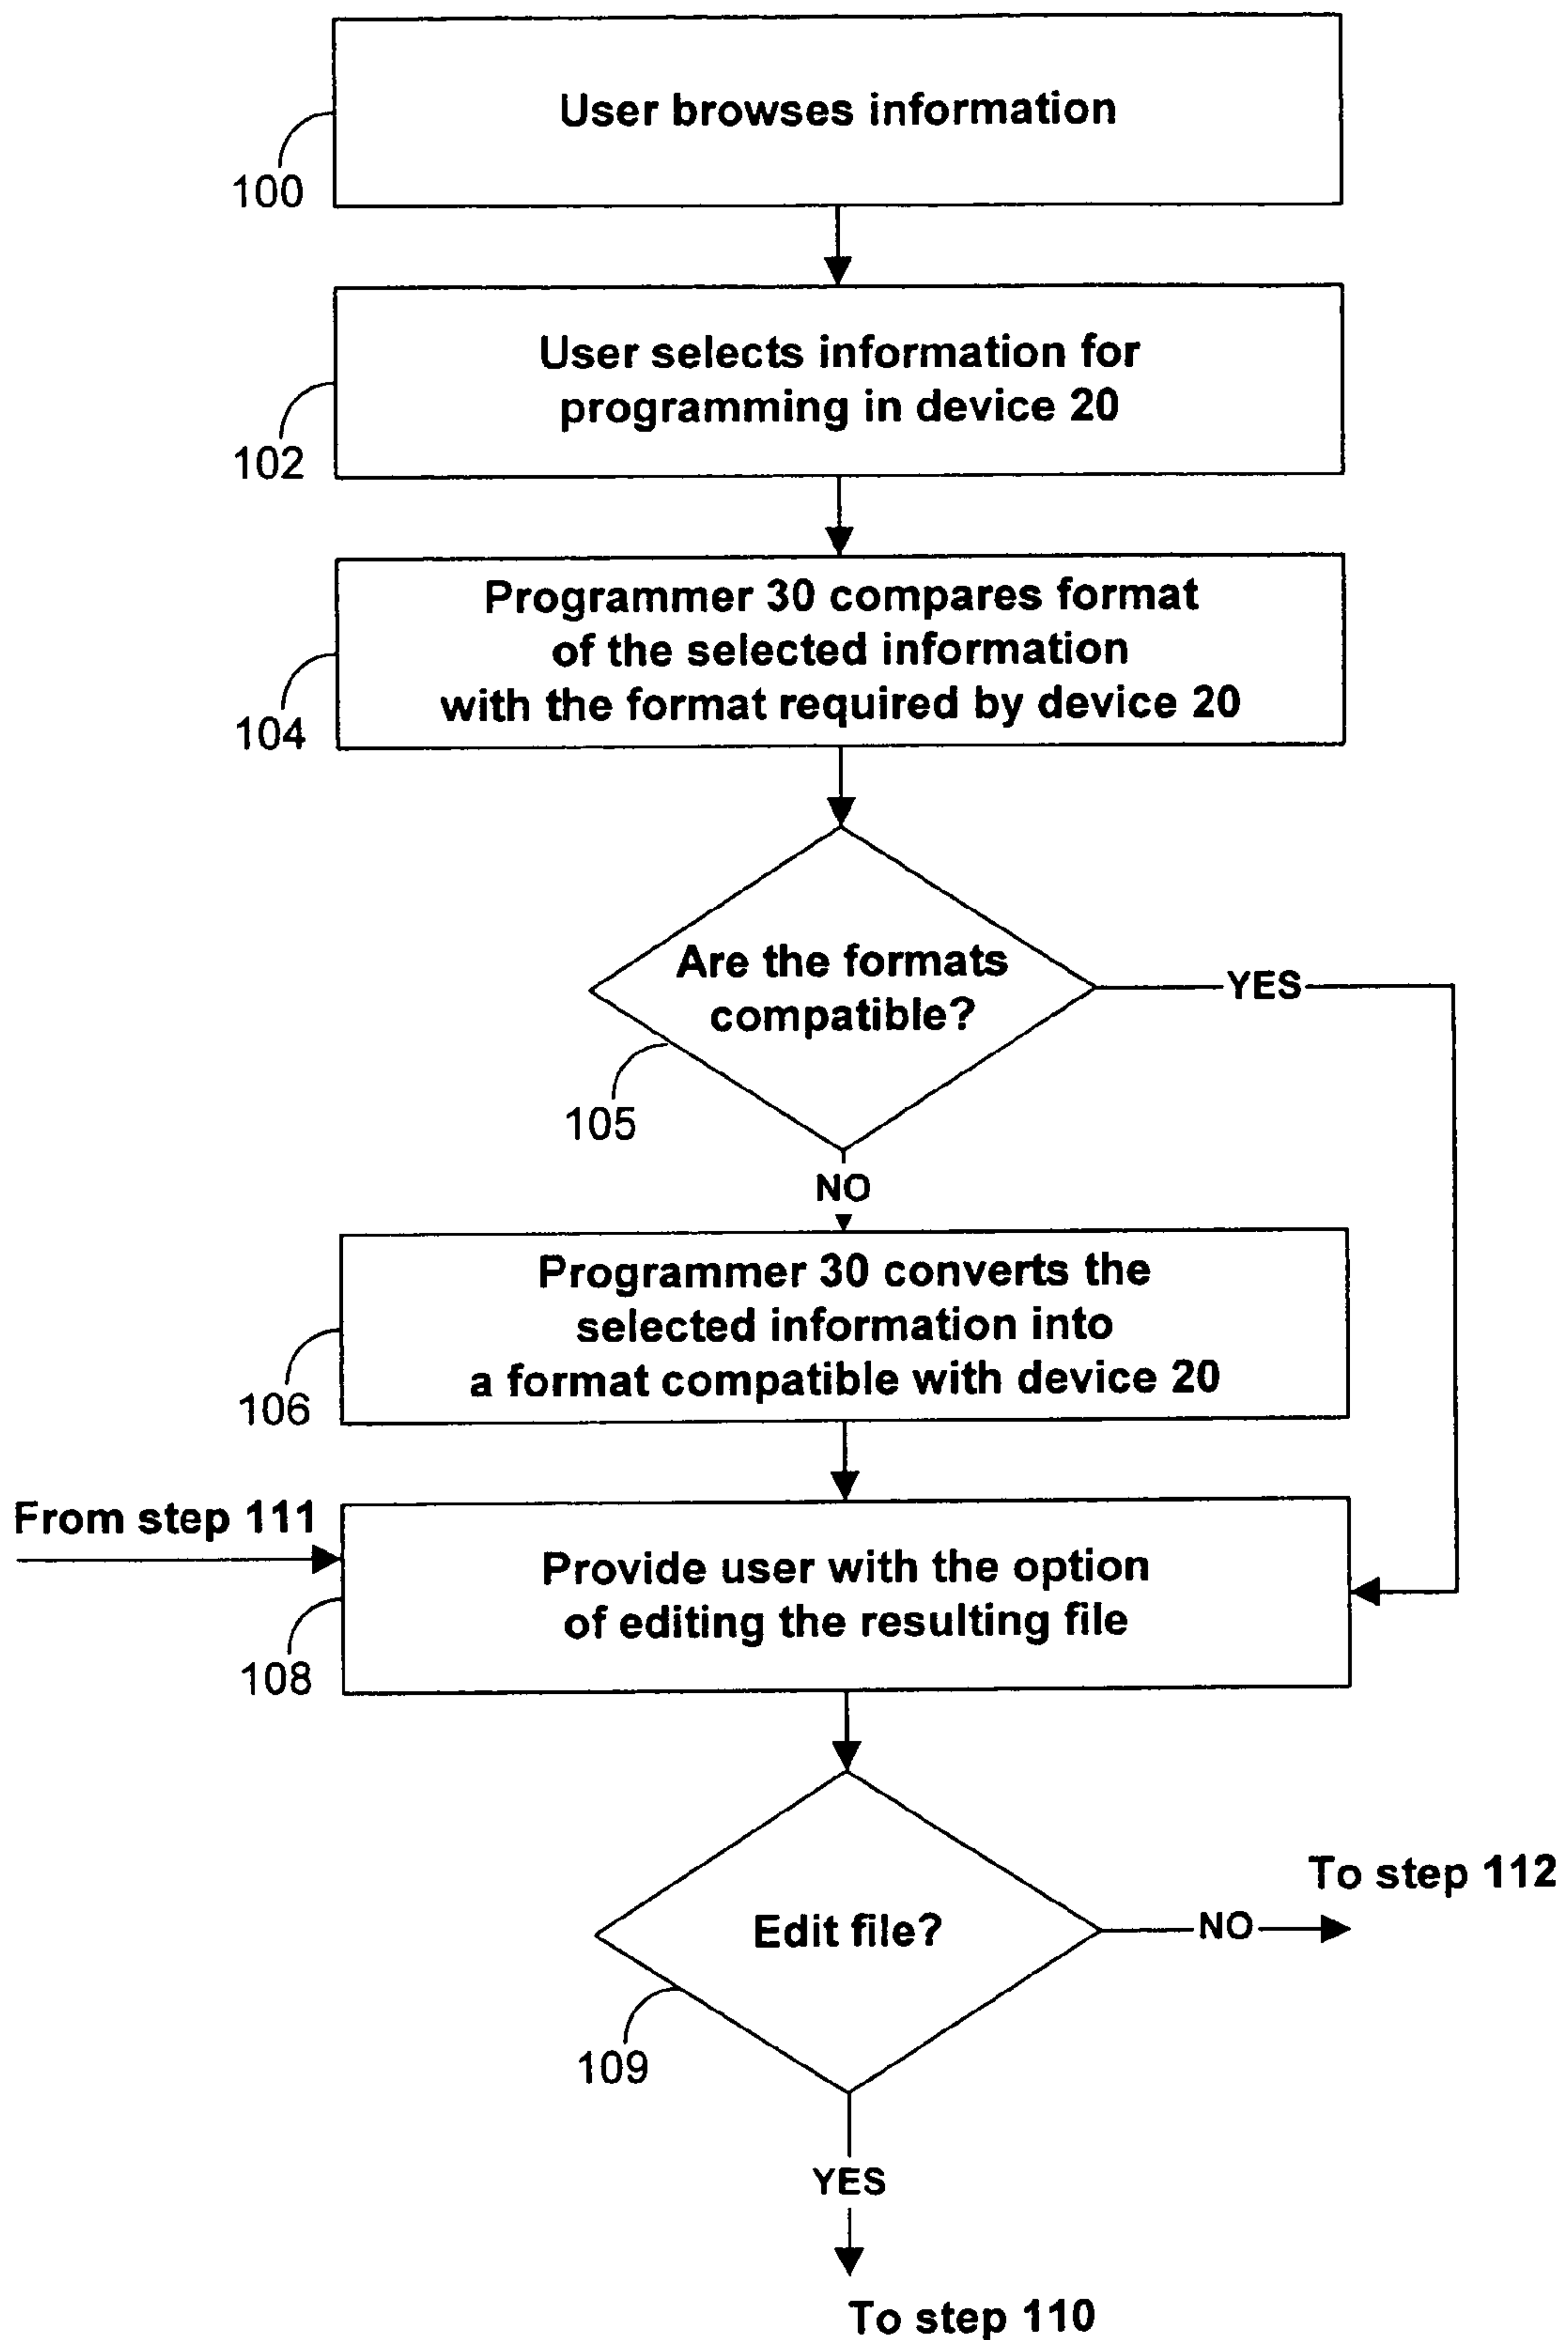 User browses information
100
User selects information for
programming in device 20
102
Programmer 30 compares format
of the selected information
with the format required by device 20
104
Are the formats
compatible?
YES
105
NO
Programmer 30 converts the
selected information into
a format compatible with device 20
106
From step 111
Provide user with the option
of editing the resulting file
108
To step 112
Edit file?
NO
109
YES
To step 110